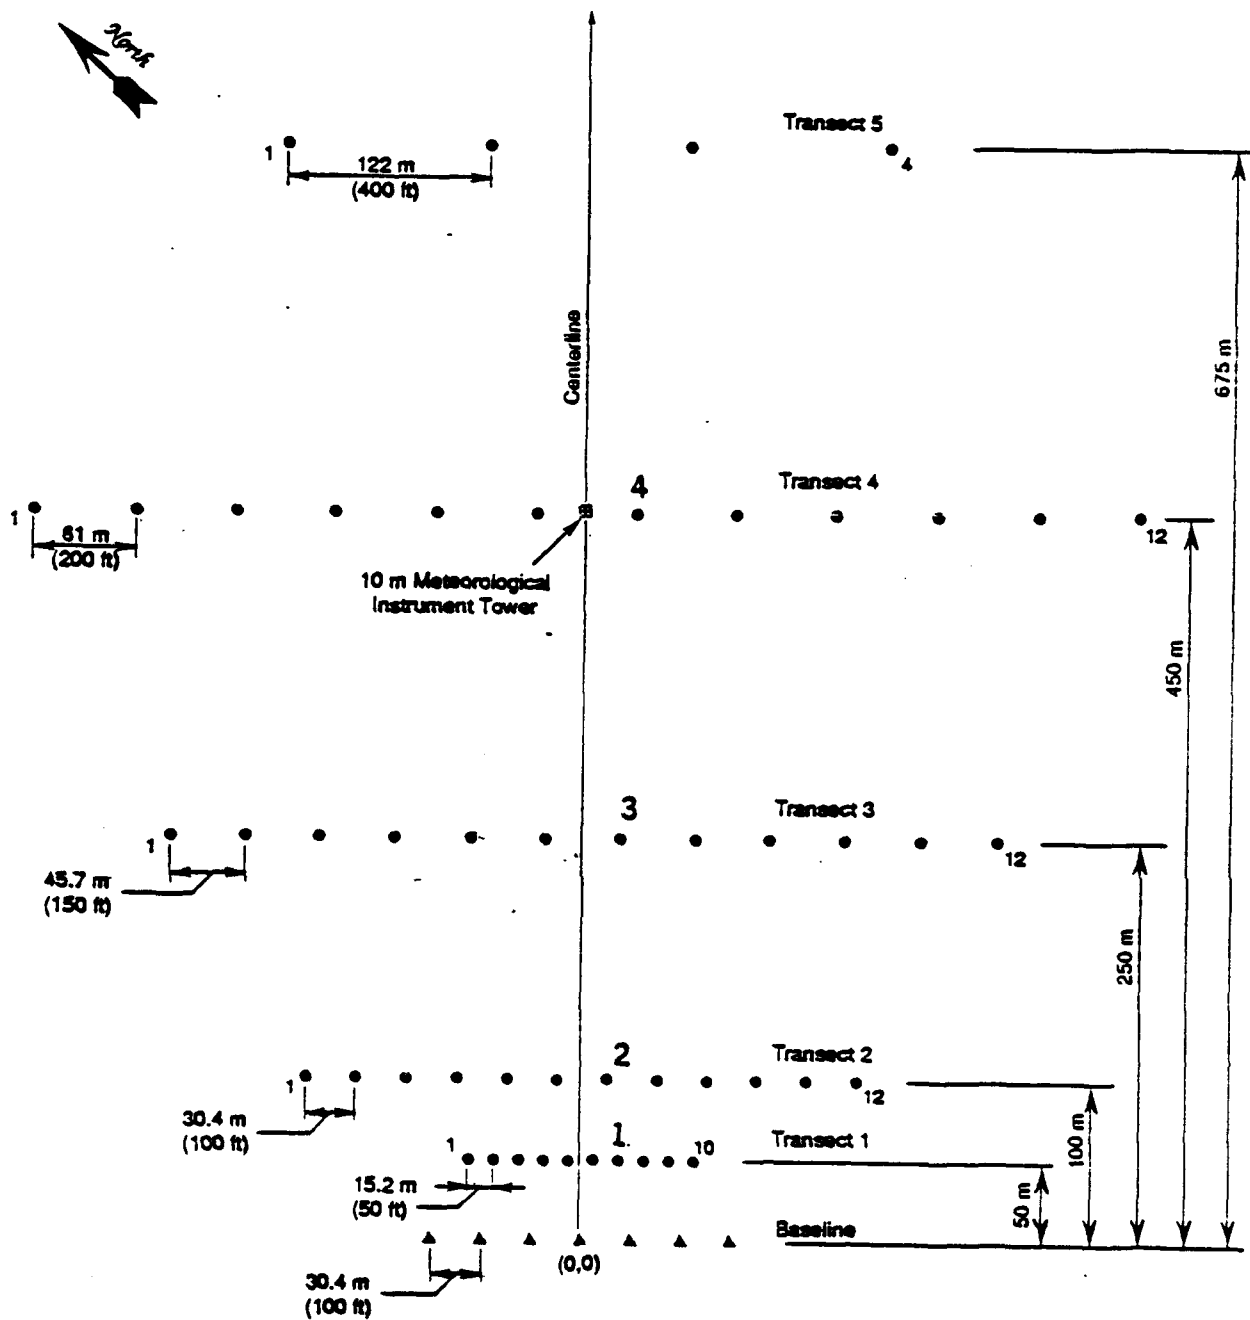 North
Transect 5
1
4
122 m
(400 ft)
Centerline
675 m
4
Transect 4
1
12
61 m
(200 ft)
10 m Meteorological
Instrument Tower
450 m
3
Transect 3
1
12
45.7 m
(150 ft)
250 m
2
Transect 2
1
12
30.4 m
(100 ft)
100 m
1
Transect 1
1
10
15.2 m
(50 ft)
50 m
Baseline
(0,0)
30.4 m
(100 ft)